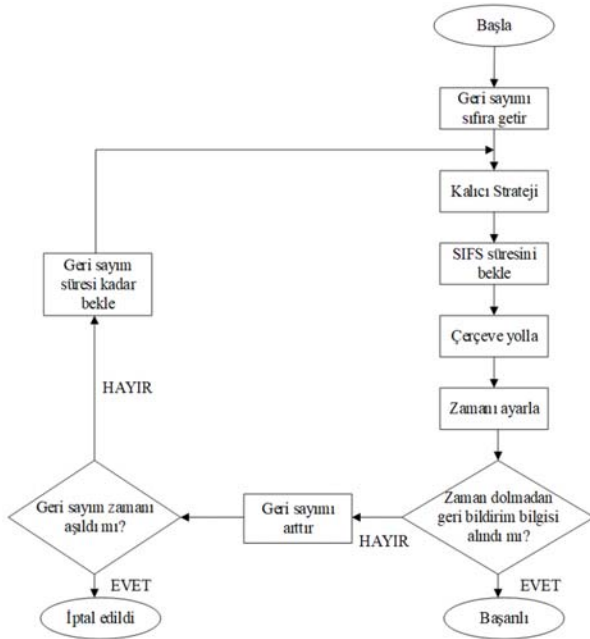 Başla
Geri sayımı
sıfıra getir
Kalıcı Strateji
SIFS süresini
bekle
Çerçeve yolla
Zamanı ayarla
Zaman dolmadan
geri bildirim bilgisi
alındı mı?
EVET
Başarılı
HAYIR
Geri sayımı
arttır
Geri sayım zamanı
aşıldı mı?
EVET
İptal edildi
HAYIR
Geri sayım
süresi kadar
bekle